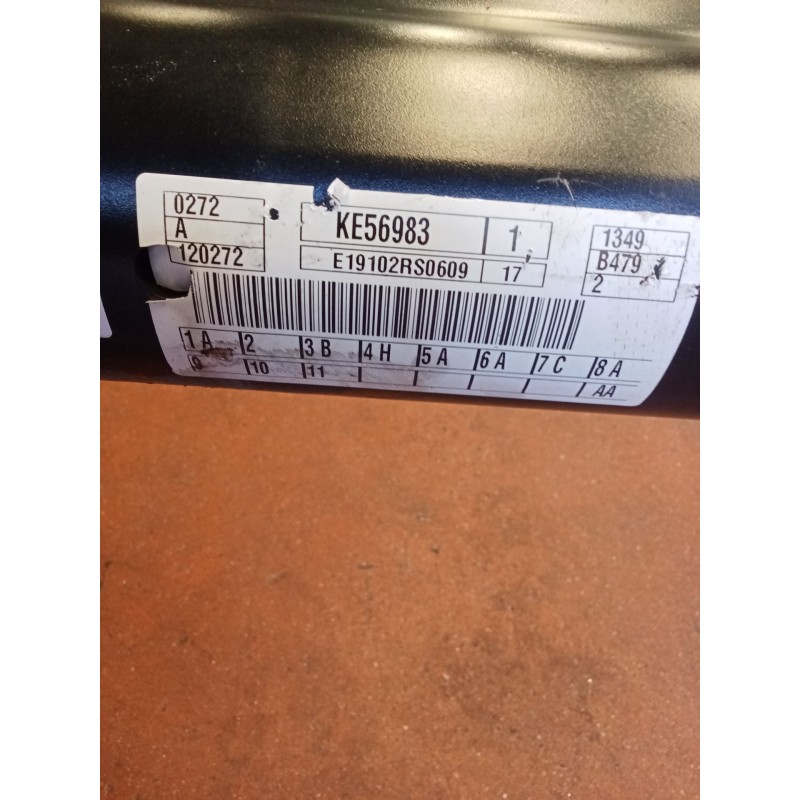 0272 KE56983 1 1349
A B479
120272 E19102RS0609 17 2
1 A 2 3 B 4 H 5 A 6 A 7 C 8 A
9 10 11 AA